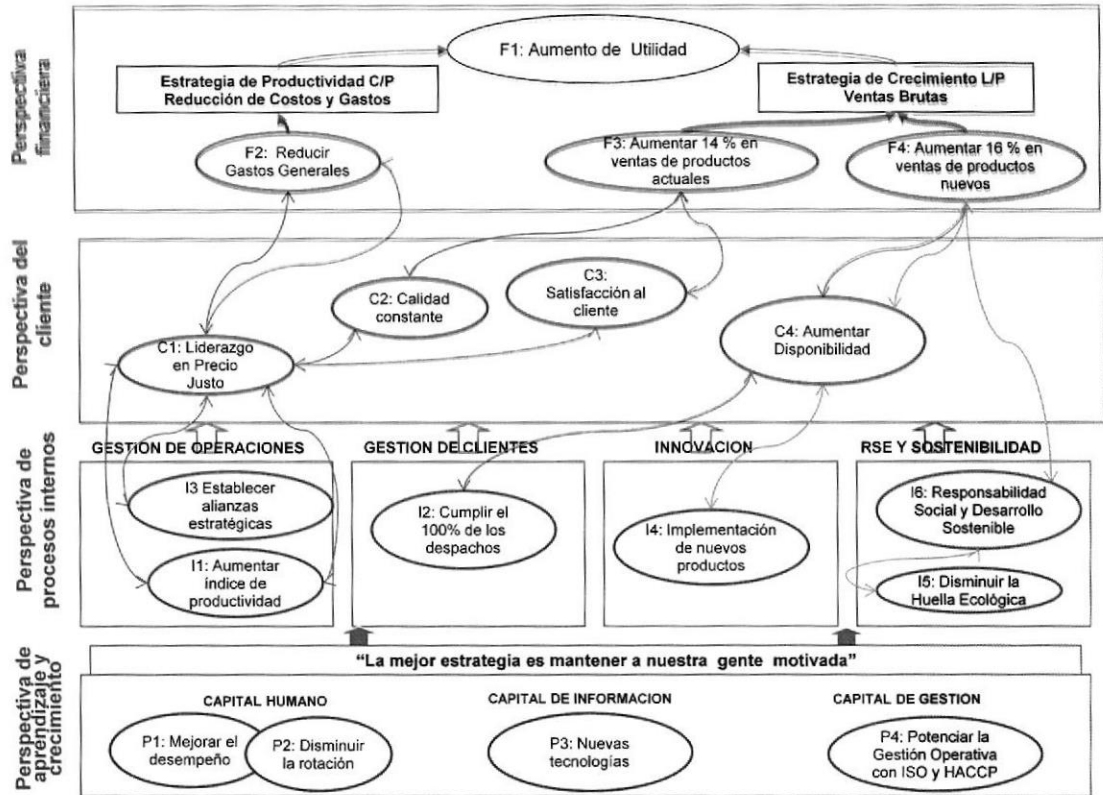 Perspectiva
financiera
F1: Aumento de Utilidad
Estrategia de Productividad C/P
Reducción de Costos y Gastos
Estrategia de Crecimiento L/P
Ventas Brutas
F2: Reducir
Gastos Generales
F3: Aumentar 14 % en
ventas de productos
actuales
F4: Aumentar 16 % en
ventas de productos
nuevos
Perspectiva del
cliente
C1: Liderazgo
en Precio
Justo
C2: Calidad
constante
C3:
Satisfacción al
cliente
C4: Aumentar
Disponibilidad
Perspectiva de
procesos internos
GESTION DE OPERACIONES
I3 Establecer
alianzas
estratégicas
I1: Aumentar
índice de
productividad
GESTION DE CLIENTES
I2: Cumplir el
100% de los
despachos
INNOVACION
I4: Implementación
de nuevos
productos
RSE Y SOSTENIBILIDAD
I6: Responsabilidad
Social y Desarrollo
Sostenible
I5: Disminuir la
Huella Ecológica
Perspectiva de
aprendizaje y
crecimiento
“La mejor estrategia es mantener a nuestra gente motivada”
CAPITAL HUMANO
P1: Mejorar el
desempeño
P2: Disminuir
la rotación
CAPITAL DE INFORMACION
P3: Nuevas
tecnologías
CAPITAL DE GESTIÓN
P4: Potenciar la
Gestión Operativa
con ISO y HACCP